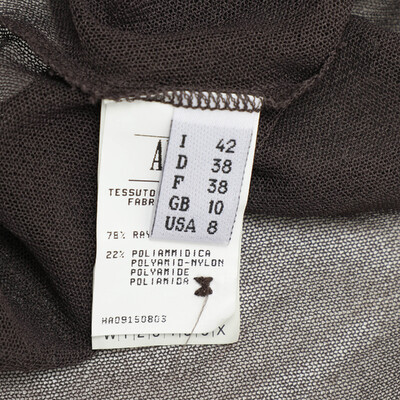 I 42
D 38
F 38
GB 10
USA 8
TESSUTO
FABR
78% RAY
22% POLIAMMIDICA
POLYAMID-NYLON
POLYAMIDE
POLIAMIDA
HA09150803